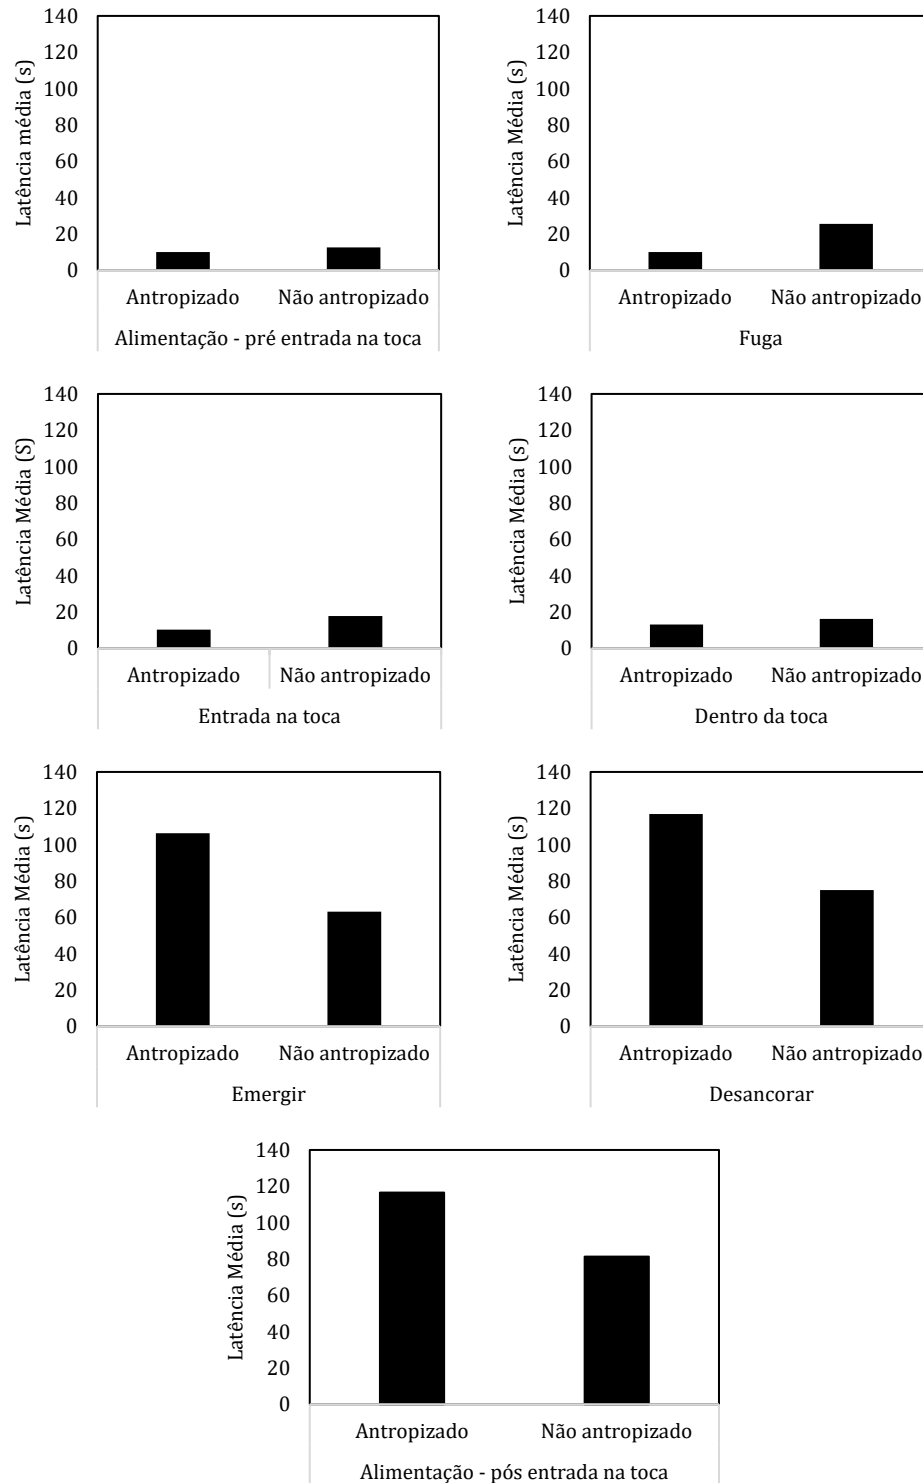 140
120
100
80
60
40
20
0
Latência média (s)
Antropizado Não antropizado
Alimentação - pré entrada na toca
140
120
100
80
60
40
20
0
Latência Média (s)
Antropizado Não antropizado
Fuga
140
120
100
80
60
40
20
0
Latência Média (S)
Antropizado Não antropizado
Entrada na toca
140
120
100
80
60
40
20
0
Latência Média (s)
Antropizado Não antropizado
Dentro da toca
140
120
100
80
60
40
20
0
Latência Média (s)
Antropizado Não antropizado
Emergir
140
120
100
80
60
40
20
0
Latência Média (s)
Antropizado Não antropizado
Desancorar
140
120
100
80
60
40
20
0
Latência Média (s)
Antropizado Não antropizado
Alimentação - pós entrada na toca